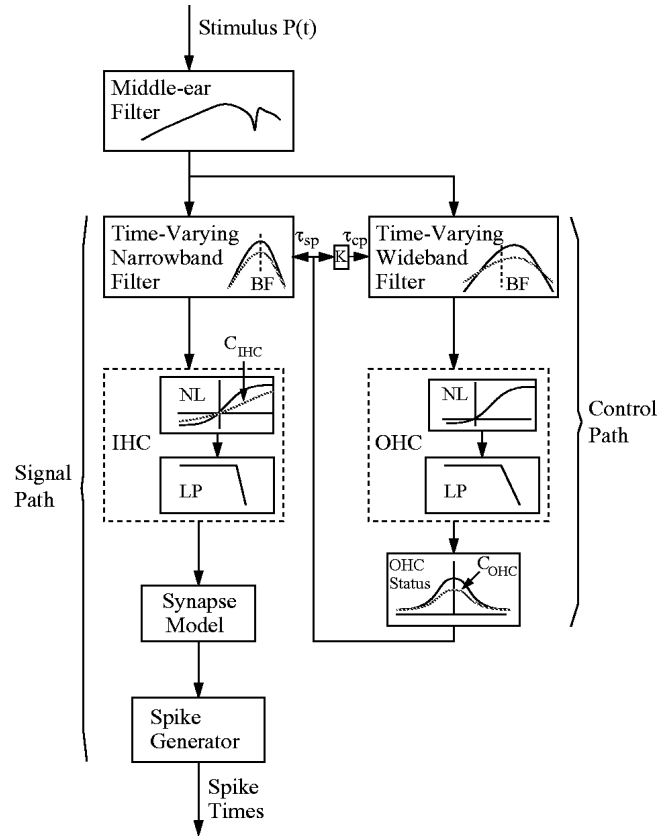 Stimulus P(t)
Middle-ear
Filter
Time-Varying
Narrowband
Filter
BF
τsp
K
τcp
Time-Varying
Wideband
Filter
BF
CIHC
NL
IHC
LP
NL
OHC
LP
Control
Path
Signal
Path
OHC
Status
COHC
Synapse
Model
Spike
Generator
Spike
Times